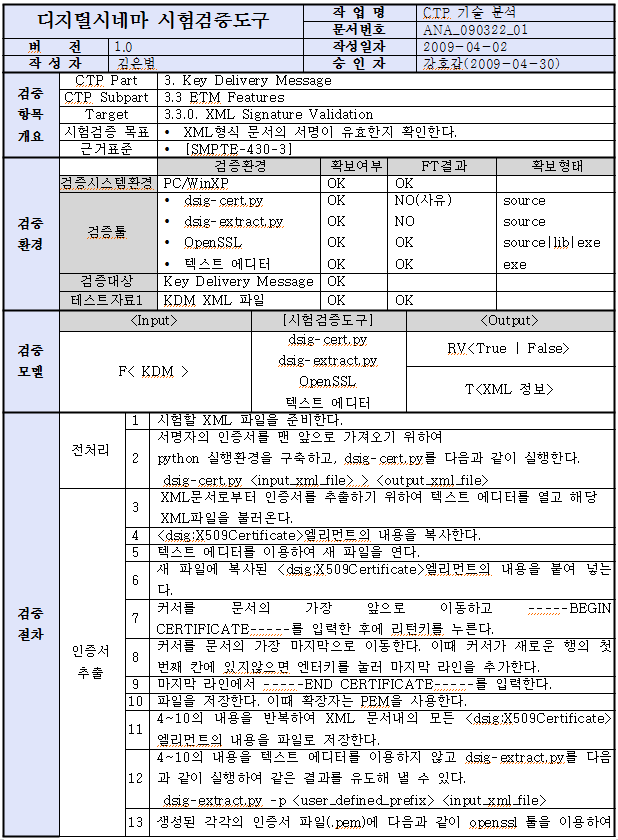 디지털시네마 시험검증도구
작 업 명 CTP 기술 분석
문서번호 ANA_090322_01
버 전 1.0 작성일자 2009-04-02
작 성 자 김은범 승 인 자 강호갑(2009-04-30)
검증 항목 개요
CTP Part 3. Key Delivery Message
CTP Subpart 3.3 ETM Features
Target 3.3.0. XML Signature Validation
시험검증 목표 • XML형식 문서의 서명이 유효한지 확인한다.
근거표준 • [SMPTE-430-3]
검증 환경
검증환경 확보여부 FT결과 확보형태
검증시스템환경 PC/WinXP OK OK
검증툴
• dsig-cert.py OK NO(사유) source
• dsig-extract.py OK NO source
• OpenSSL OK OK source|lib|exe
• 텍스트 에디터 OK OK exe
검증대상 Key Delivery Message OK
테스트자료1 KDM XML 파일 OK OK
검증 모델
<Input> [시험검증도구] <Output>
F< KDM >
dsig-cert.py
dsig-extract.py
OpenSSL
텍스트 에디터
RV<True | False>
T<XML 정보>
검증 절차
전처리
1 시험할 XML 파일을 준비한다.
2 서명자의 인증서를 맨 앞으로 가져오기 위하여
python 실행환경을 구축하고, dsig-cert.py를 다음과 같이 실행한다.
dsig-cert.py <input_xml_file> > <output_xml_file>
인증서 추출
3 XML문서로부터 인증서를 추출하기 위하여 텍스트 에디터를 열고 해당
XML파일을 불러온다.
4 <dsig:X509Certificate>엘리먼트의 내용을 복사한다.
5 텍스트 에디터를 이용하여 새 파일을 연다.
6 새 파일에 복사된 <dsig:X509Certificate>엘리먼트의 내용을 붙여 넣는
다.
7 커서를 문서의 가장 앞으로 이동하고 -----BEGIN
CERTIFICATE-----를 입력한 후에 리턴키를 누른다.
8 커서를 문서의 가장 마지막으로 이동한다. 이때 커서가 새로운 행의 첫
번째 칸에 있지않으면 엔터키를 눌러 마지막 라인을 추가한다.
9 마지막 라인에서 -----END CERTIFICATE-----를 입력한다.
10 파일을 저장한다. 이때 확장자는 PEM을 사용한다.
11 4~10의 내용을 반복하여 XML 문서내의 모든 <dsig:X509Certificate>
엘리먼트의 내용을 파일로 저장한다.
12 4~10의 내용을 텍스트 에디터를 이용하지 않고 dsig-extract.py를 다음
과 같이 실행하여 같은 결과를 유도해 낼 수 있다.
dsig-extract.py -p <user_defined_prefix> <input_xml_file>
13 생성된 각각의 인증서 파일(.pem)에 다음과 같이 openssl 툴을 이용하여